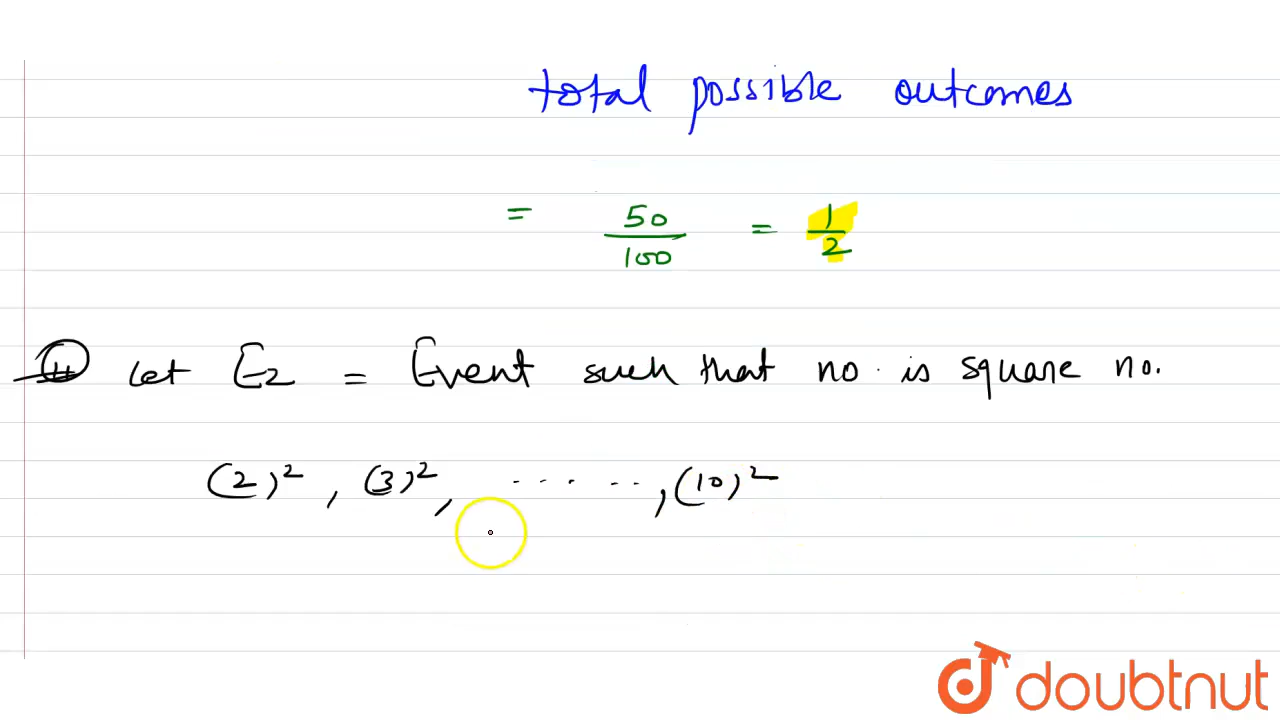 total possible outcomes
= 50/100 = 1/2
(ii) Let E2 = Event such that no. is square no.
(2)², (3)², ......, (10)²
doubtnut